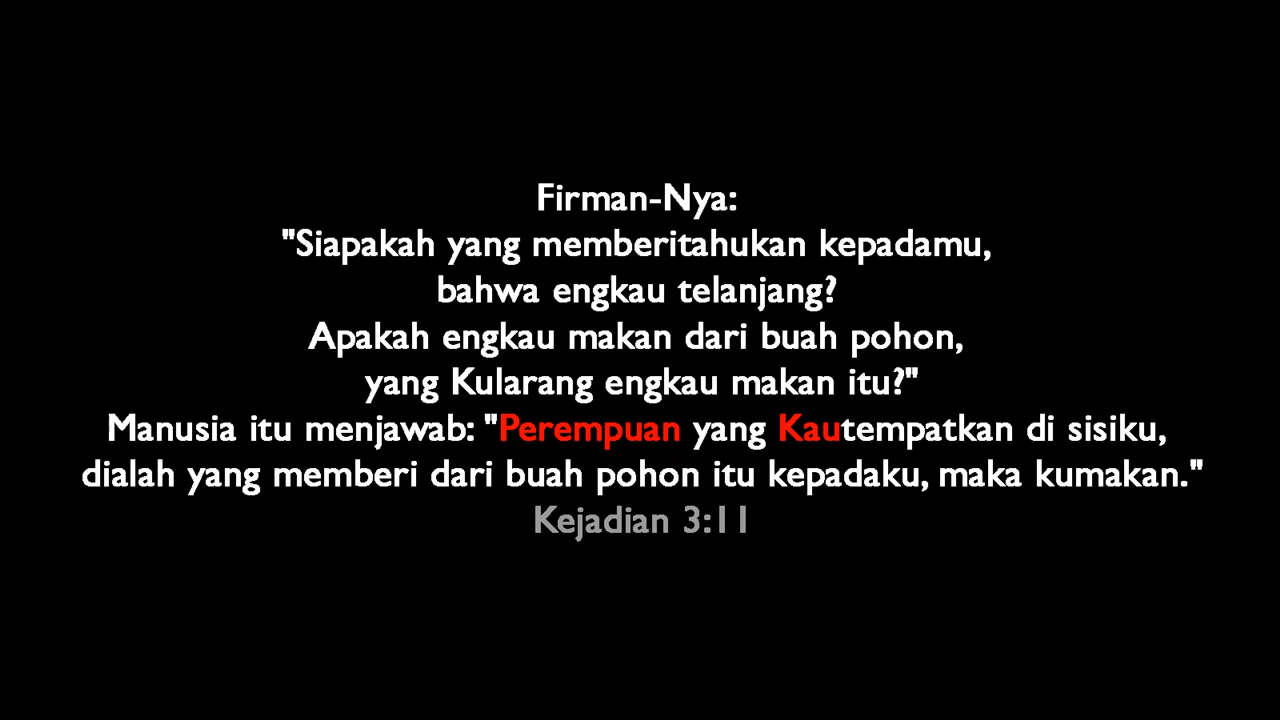 Firman-Nya:
"Siapakah yang memberitahukan kepadamu,
bahwa engkau telanjang?
Apakah engkau makan dari buah pohon,
yang Kularang engkau makan itu?"
Manusia itu menjawab: "Perempuan yang Kautempatkan di sisiku,
dialah yang memberi dari buah pohon itu kepadaku, maka kumakan."
Kejadian 3:11